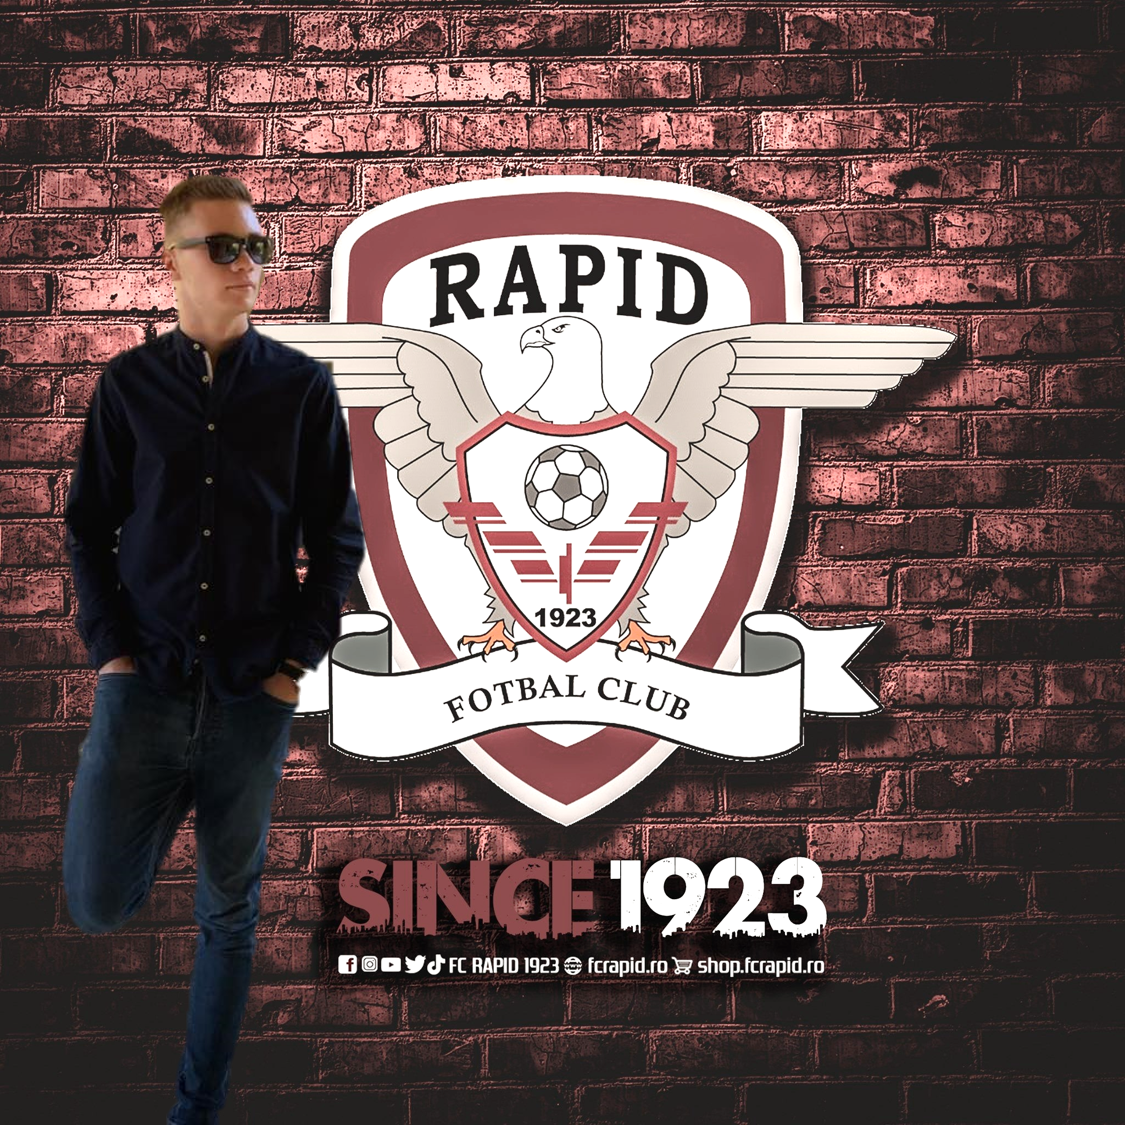 RAPID
1923
FOTBAL CLUB
SINCE 1923
FC RAPID 1923 fcrapid.ro shop.fcrapid.ro